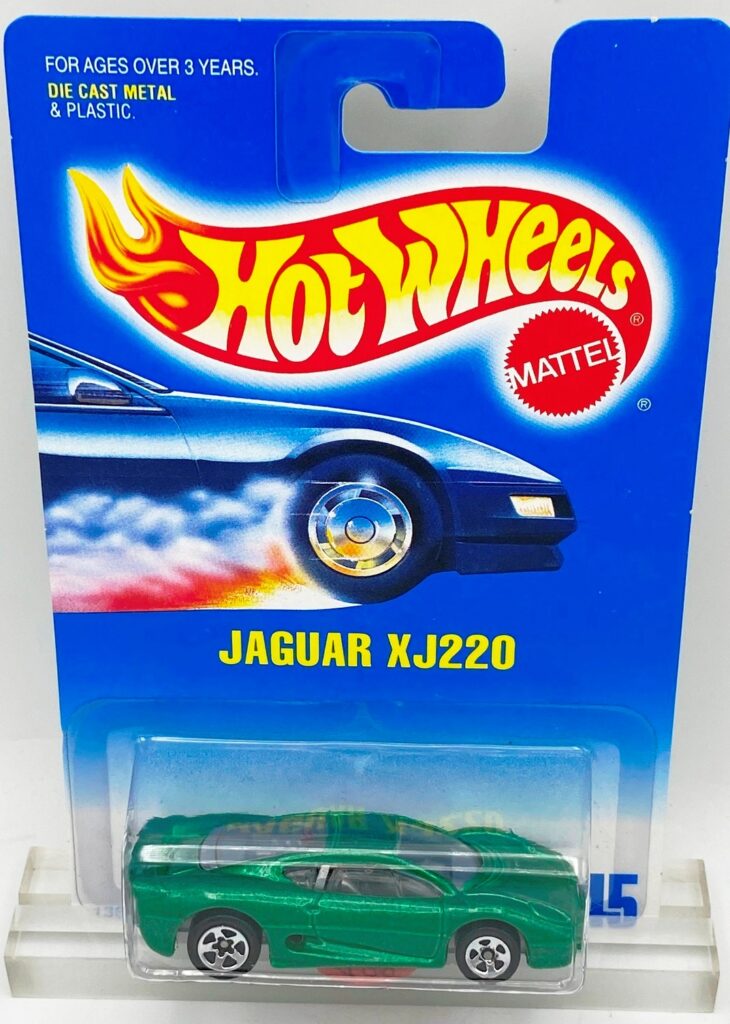 FOR AGES OVER 3 YEARS.
DIE CAST METAL
& PLASTIC.
HOT WHEELS
®
MATTEL
®
JAGUAR XJ220